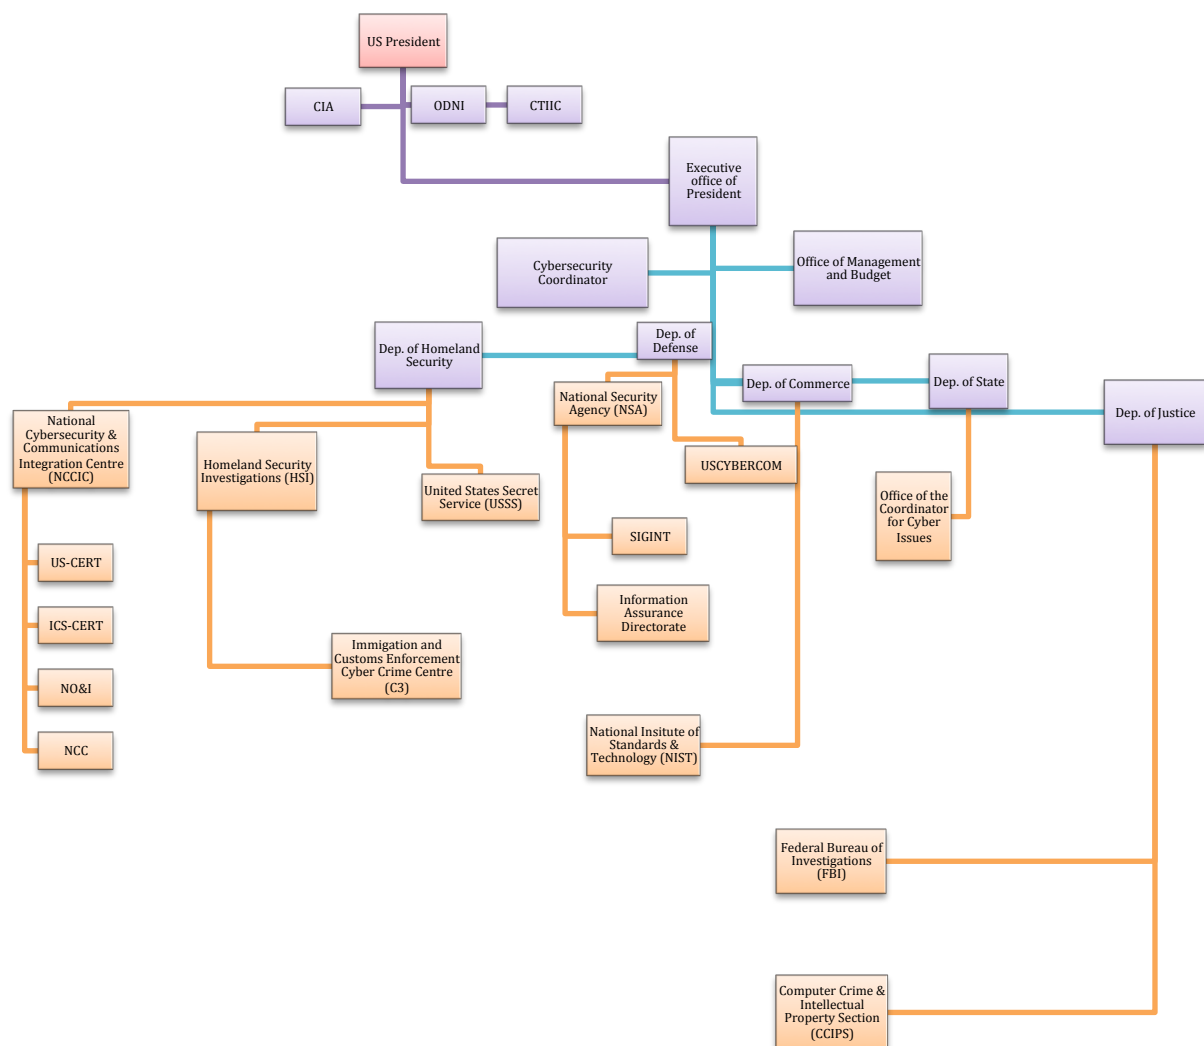 US President
CIA
ODNI
CTIIC
Executive
office of
President
Cybersecurity
Coordinator
Office of Management
and Budget
Dep. of Homeland
Security
Dep. of
Defense
Dep. of Commerce
Dep. of State
Dep. of Justice
National
Cybersecurity &
Communications
Integration Centre
(NCCIC)
Homeland Security
Investigations (HSI)
United States Secret
Service (USSS)
National Security
Agency (NSA)
USCYBERCOM
Office of the
Coordinator
for Cyber
Issues
US-CERT
ICS-CERT
NO&I
NCC
SIGINT
Information
Assurance
Directorate
Immigation and
Customs Enforcement
Cyber Crime Centre
(C3)
National Insitute of
Standards &
Technology (NIST)
Federal Bureau of
Investigations
(FBI)
Computer Crime &
Intellectual
Property Section
(CCIPS)